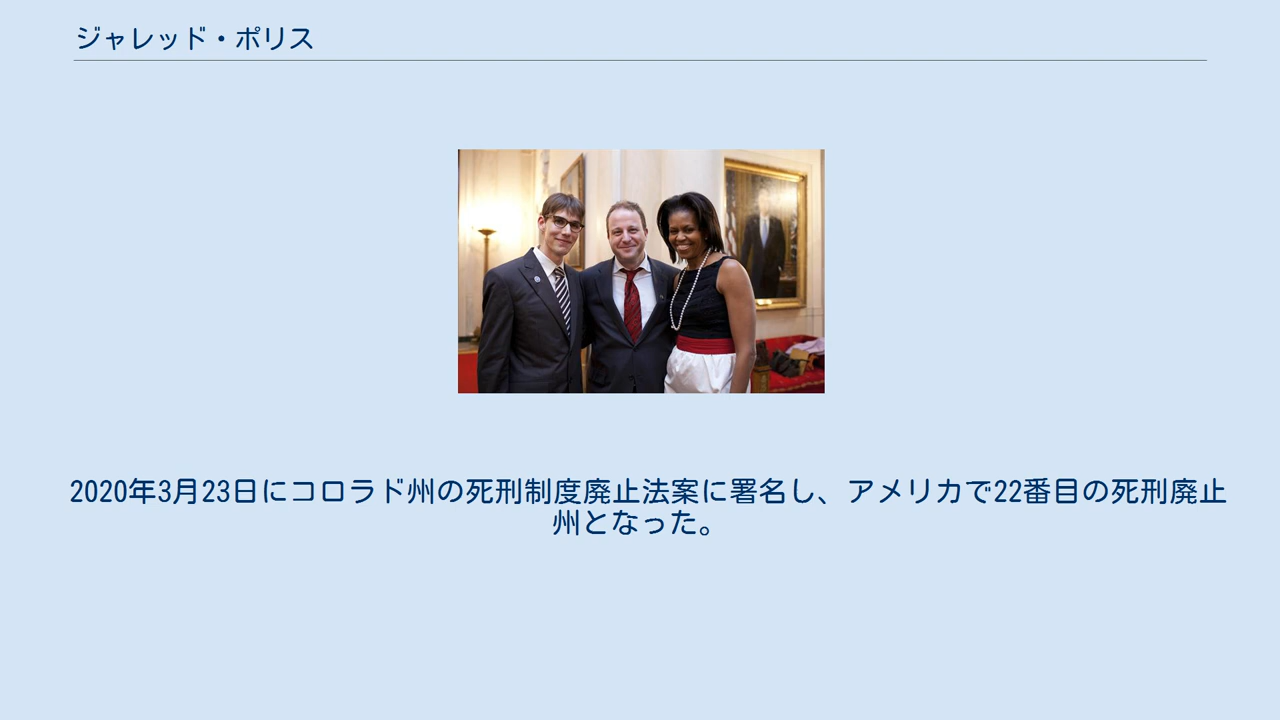 ジャレッド・ポリス
2020年3月23日にコロラド州の死刑制度廃止法案に署名し、アメリカで22番目の死刑廃止
州となった。